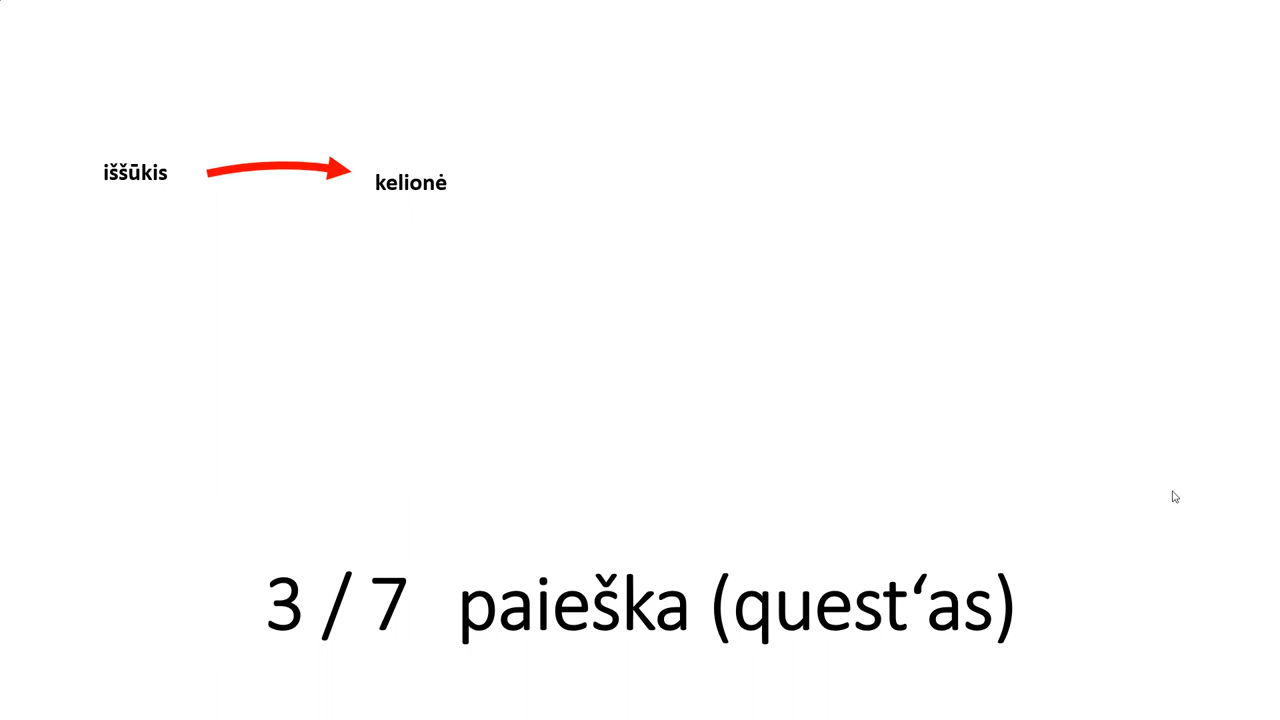 iššūkis
kelionė
3 / 7 paieška (quest‘as)